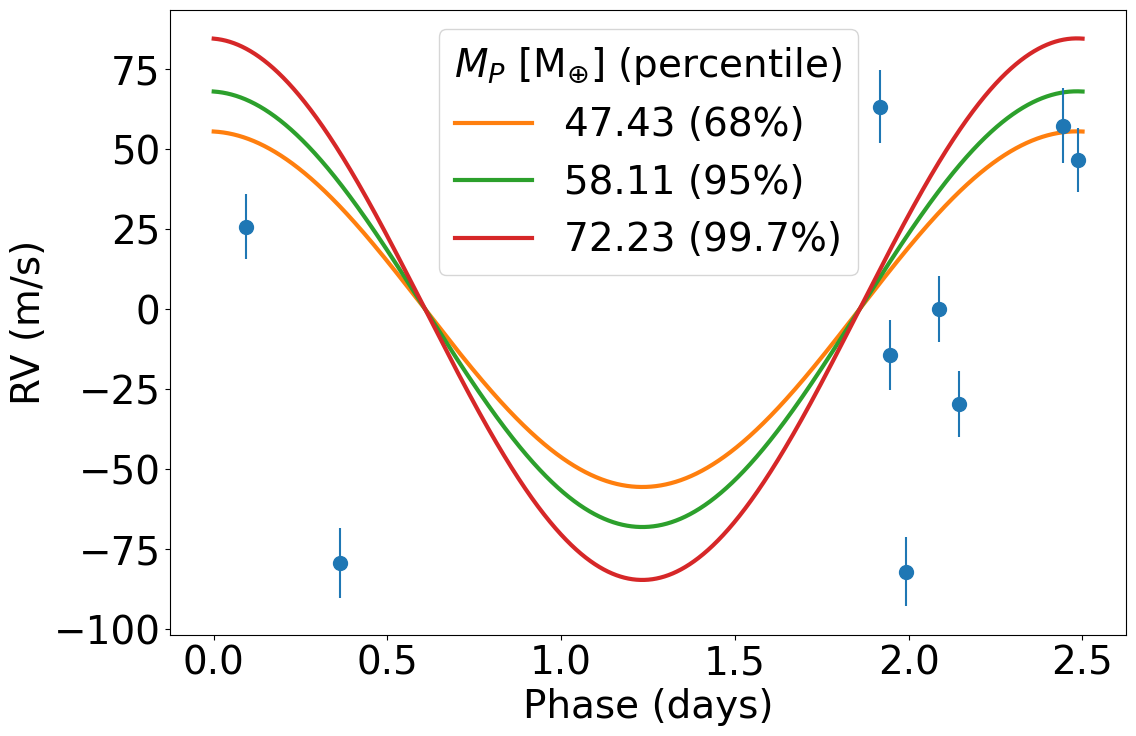 M_P [M_⊕] (percentile)
47.43 (68%)
58.11 (95%)
72.23 (99.7%)
RV (m/s)
75
50
25
0
−25
−50
−75
−100
0.0 0.5 1.0 1.5 2.0 2.5
Phase (days)